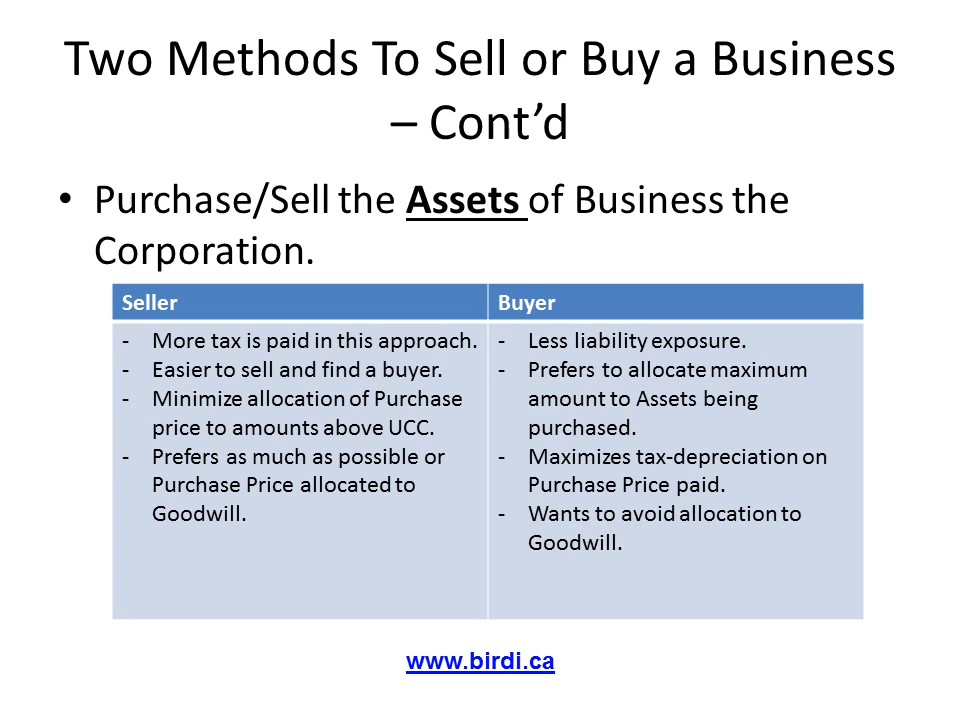 Two Methods To Sell or Buy a Business
– Cont’d
• Purchase/Sell the Assets of Business the
Corporation.
Seller
- More tax is paid in this approach.
- Easier to sell and find a buyer.
- Minimize allocation of Purchase
price to amounts above UCC.
- Prefers as much as possible or
Purchase Price allocated to
Goodwill.
Buyer
- Less liability exposure.
- Prefers to allocate maximum
amount to Assets being
purchased.
- Maximizes tax-depreciation on
Purchase Price paid.
- Wants to avoid allocation to
Goodwill.
www.birdi.ca